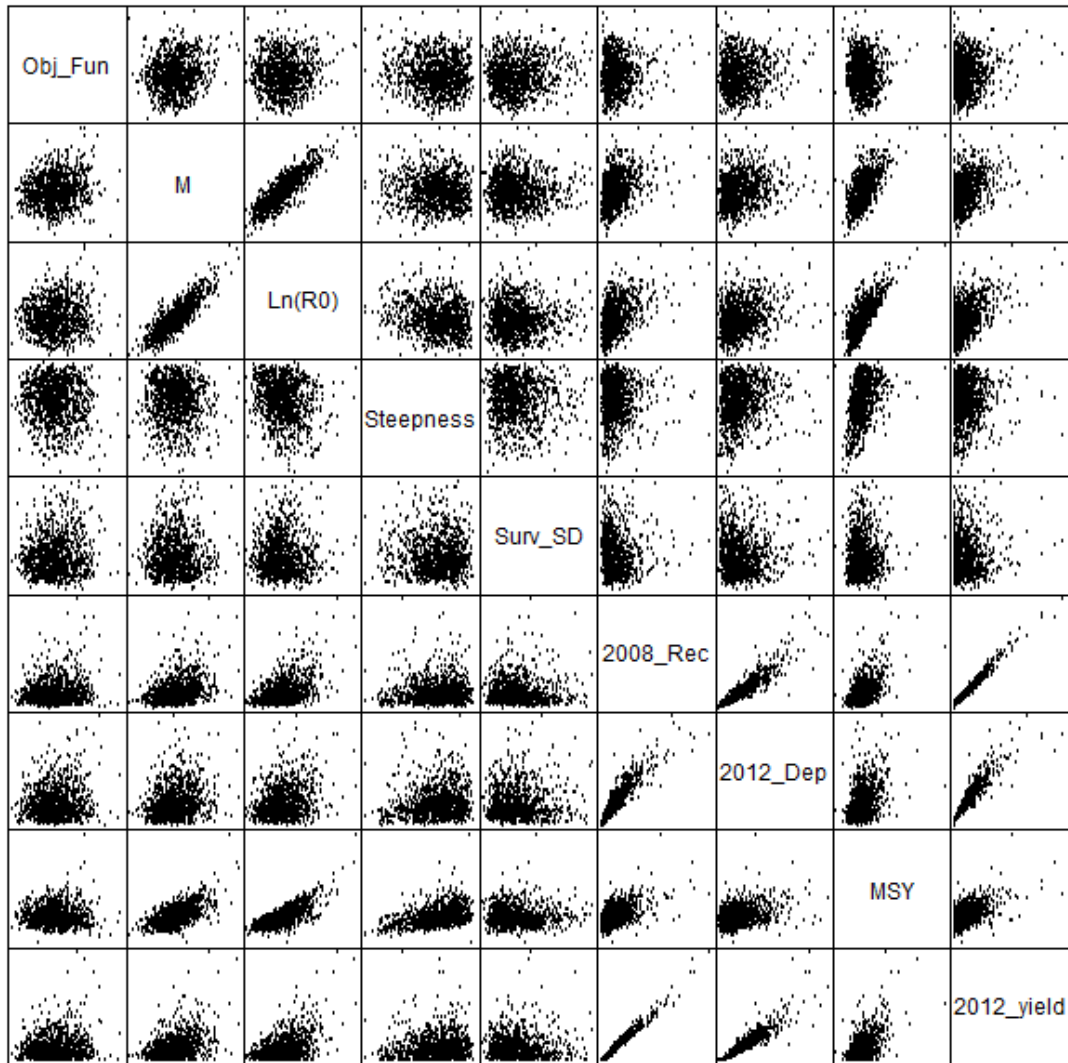 Obj_Fun
M
Ln(R0)
Steepness
Surv_SD
2008_Rec
2012_Dep
MSY
2012_yield